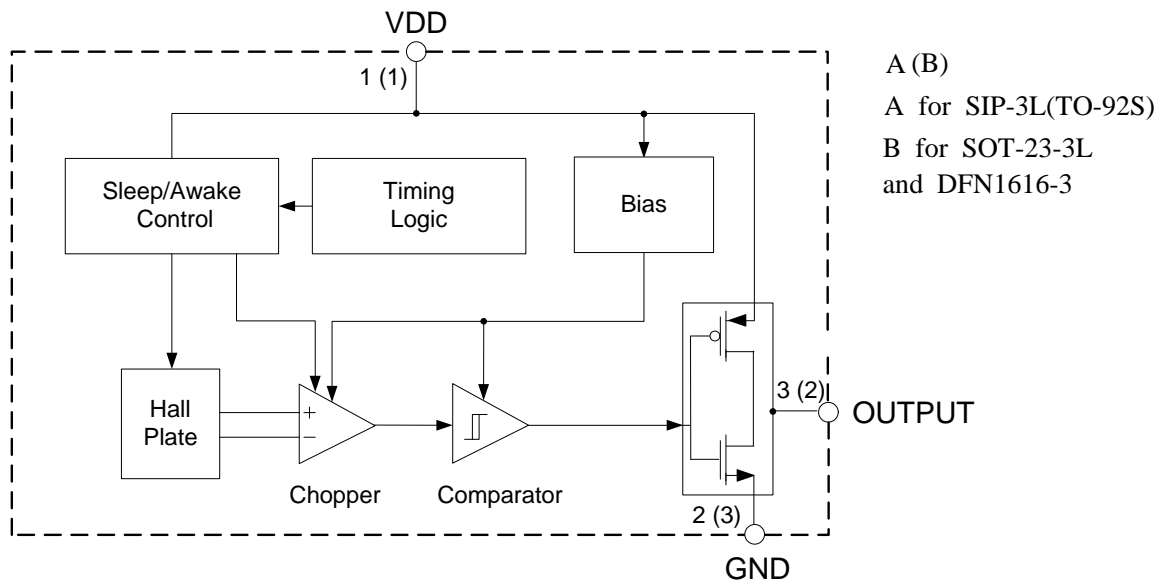 VDD
1 (1)
A (B)
A for SIP-3L(TO-92S)
B for SOT-23-3L
and DFN1616-3
Sleep/Awake
Control
Timing
Logic
Bias
Hall
Plate
+
−
Chopper
Comparator
3 (2)
OUTPUT
2 (3)
GND